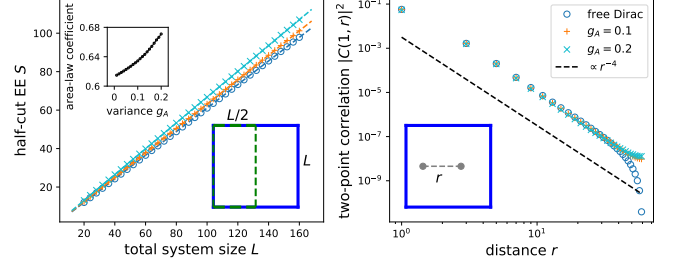 half-cut EE S
100
80
60
40
20
area-law coefficient
0.68
0.64
0.6
0.0
0.1
0.2
variance g_A
L/2
L
20
40
60
80
100
120
140
160
total system size L
two-point correlation |C(1, r)|²
10⁻¹
10⁻³
10⁻⁵
10⁻⁷
10⁻⁹
free Dirac
g_A = 0.1
g_A = 0.2
∝ r⁻⁴
r
10⁰
10¹
distance r